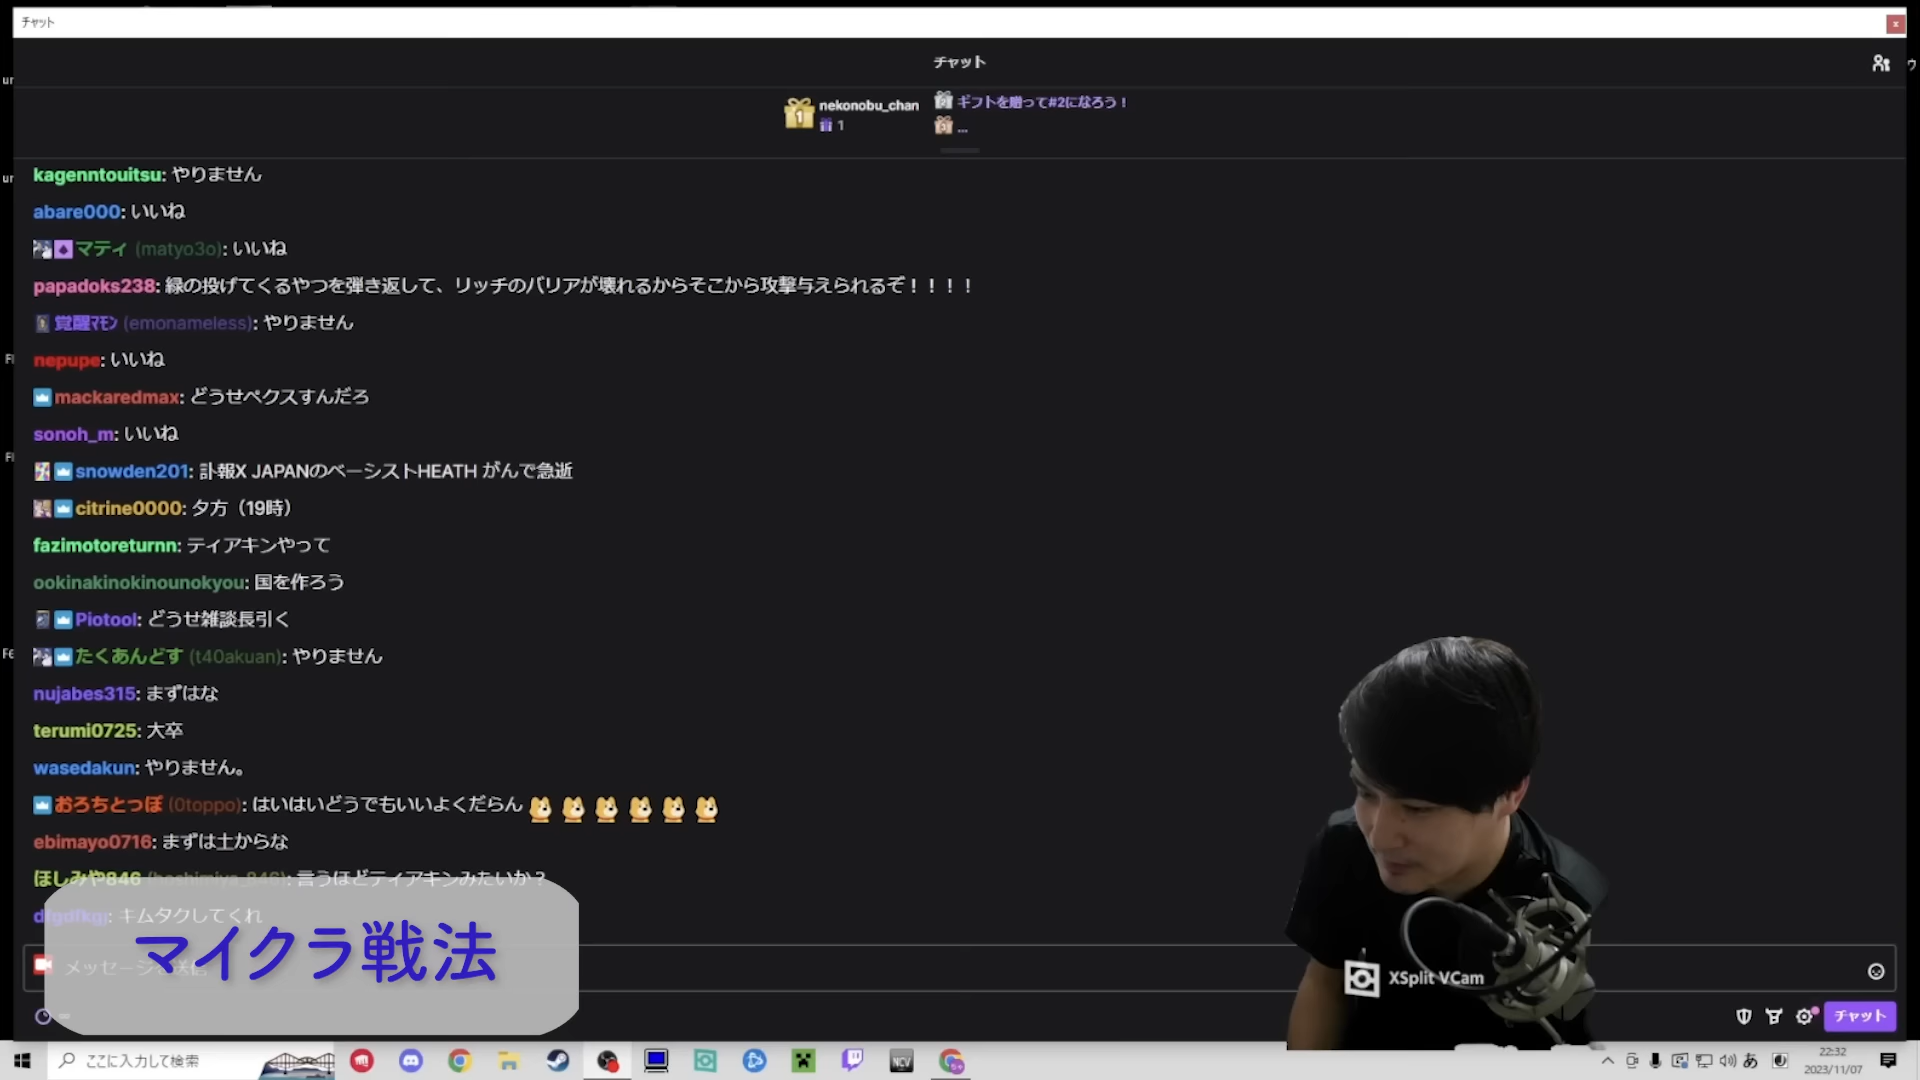 チャット
チャット
nekonobu_chan
1
ギフトを贈って#2になろう！
...
kagenntouitsu: やりません
abare000: いいね
マティ (matyo3o): いいね
papadoks238: 緑の投げてくるやつを弾き返して、リッチのバリアが壊れるからそこから攻撃与えられるぞ！！！！
覚醒ﾏﾓﾝ (emonameless): やりません
nepupe: いいね
mackaredmax: どうせペクスすんだろ
sonoh_m: いいね
snowden201: 訃報X JAPANのベーシストHEATH がんで急逝
citrine0000: 夕方（19時）
fazimotoreturnn: ティアキンやって
ookinakinokinounokyou: 国を作ろう
Piotool: どうせ雑談長引く
たくあんどす (t40akuan): やりません
nujabes315: まずはな
terumi0725: 大卒
wasedakun: やりません。
おろちとっぽ (0toppo): はいはいどうでもいいよくだらん
ebimayo0716: まずは土からな
ほしみや846 (hoshimiya_846): 言うほどティアキンみたいか？
キムタクしてくれ
マイクラ戦法
メッセージを送信
XSplit VCam
チャット
ここに入力して検索
NCV
あ
22:32
2023/11/07